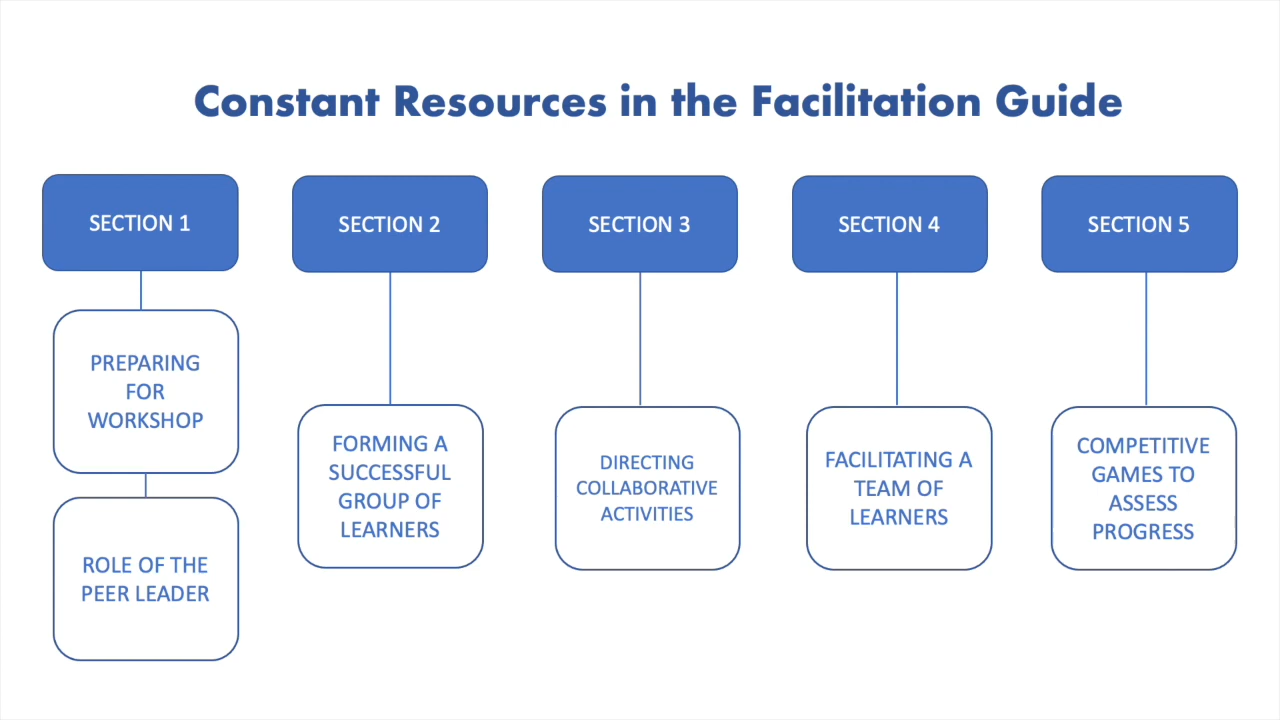 Constant Resources in the Facilitation Guide
SECTION 1
SECTION 2
SECTION 3
SECTION 4
SECTION 5
PREPARING
FOR
WORKSHOP
ROLE OF THE
PEER LEADER
FORMING A
SUCCESSFUL
GROUP OF
LEARNERS
DIRECTING
COLLABORATIVE
ACTIVITIES
FACILITATING A
TEAM OF
LEARNERS
COMPETITIVE
GAMES TO
ASSESS
PROGRESS